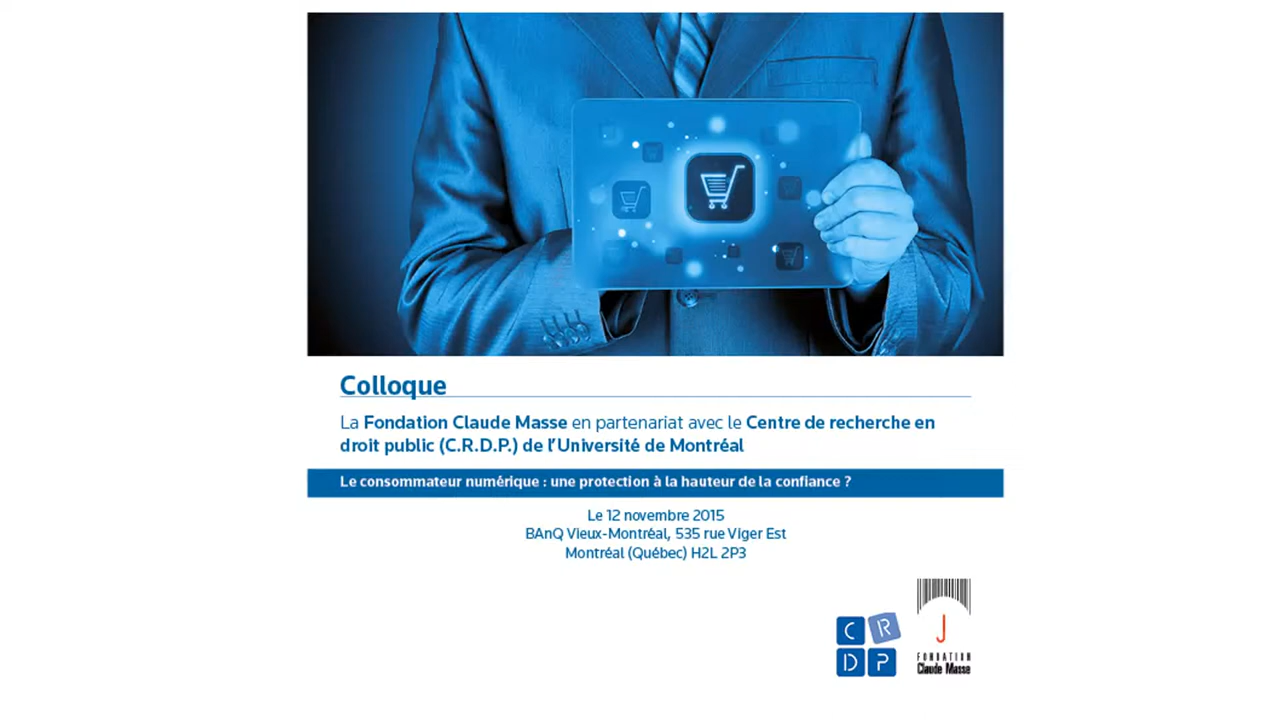 Colloque
La Fondation Claude Masse en partenariat avec le Centre de recherche en
droit public (C.R.D.P.) de l'Université de Montréal
Le consommateur numérique : une protection à la hauteur de la confiance ?
Le 12 novembre 2015
BAnQ Vieux-Montréal, 535 rue Viger Est
Montréal (Québec) H2L 2P3
C R
D P
J
FONDATION
Claude Masse